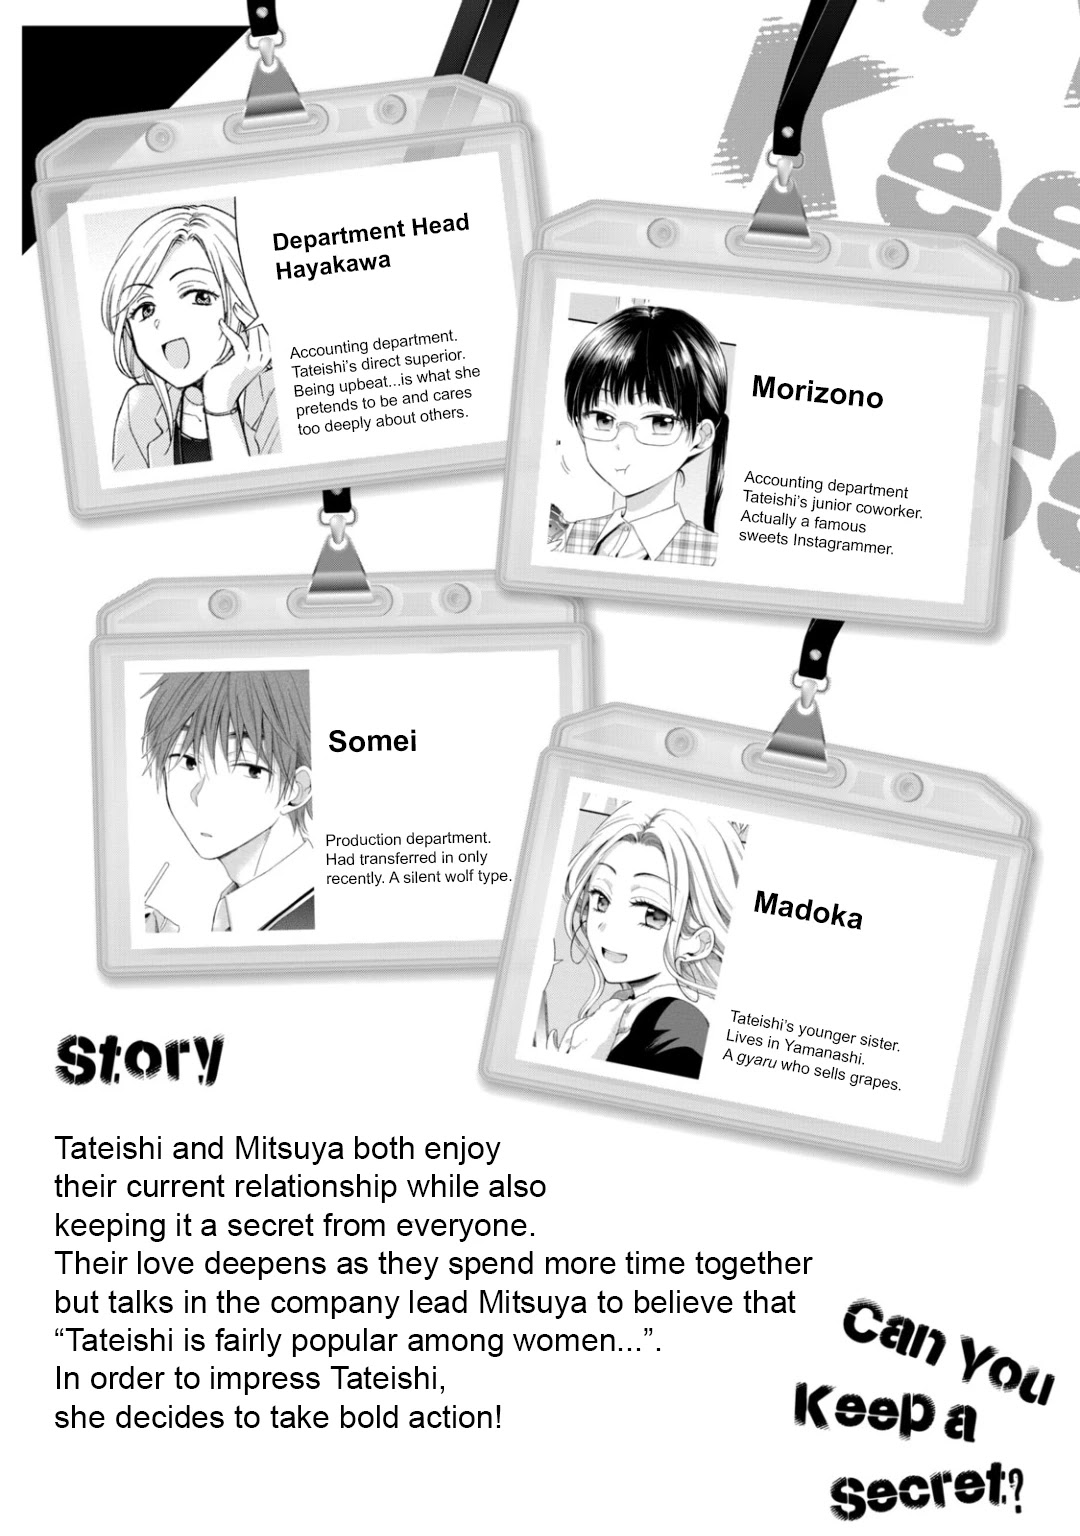 Department Head
Hayakawa
Accounting department.
Tateishi's direct superior.
Being upbeat...is what she
pretends to be and cares
too deeply about others.
Morizono
Accounting department
Tateishi's junior coworker.
Actually a famous
sweets Instagrammer.
Somei
Production department.
Had transferred in only
recently. A silent wolf type.
Madoka
Tateishi's younger sister.
Lives in Yamanashi.
A gyaru who sells grapes.
Story
Tateishi and Mitsuya both enjoy
their current relationship while also
keeping it a secret from everyone.
Their love deepens as they spend more time together
but talks in the company lead Mitsuya to believe that
“Tateishi is fairly popular among women...”.
In order to impress Tateishi,
she decides to take bold action!
Can You
Keep a
Secret?